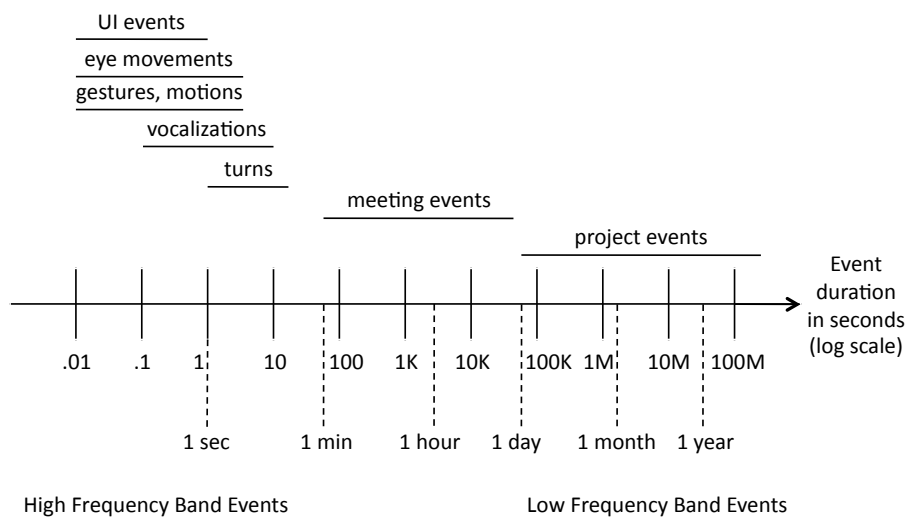 UI events
eye movements
gestures, motions
vocalizations
turns
meeting events
project events
Event
duration
in seconds
(log scale)
.01 .1 1 10 100 1K 10K 100K 1M 10M 100M
1 sec 1 min 1 hour 1 day 1 month 1 year
High Frequency Band Events Low Frequency Band Events